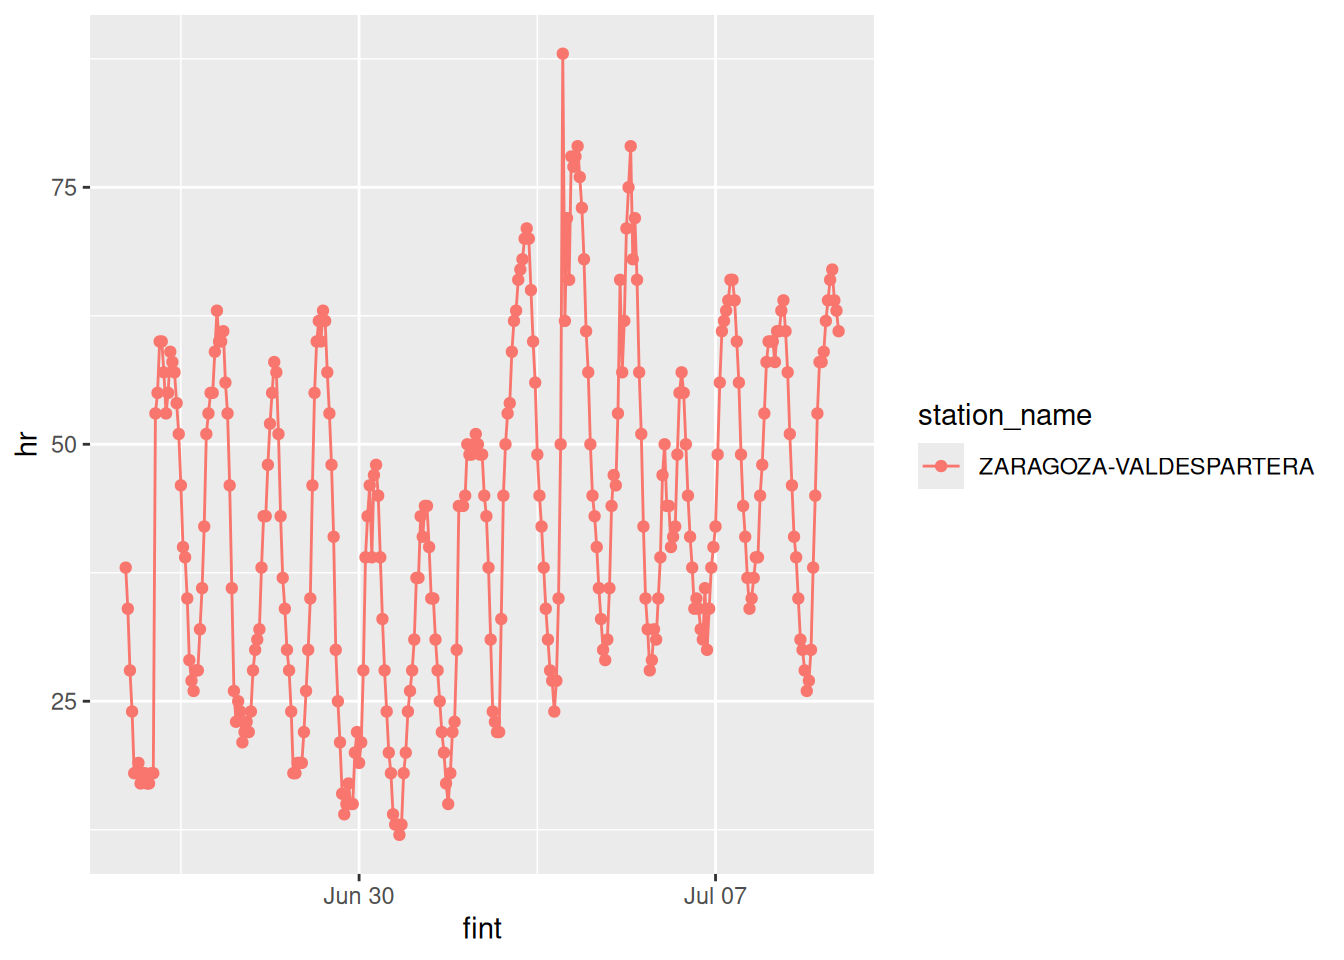 75
50
25
hr
Jun 30
Jul 07
fint
station_name
ZARAGOZA-VALDESPARTERA